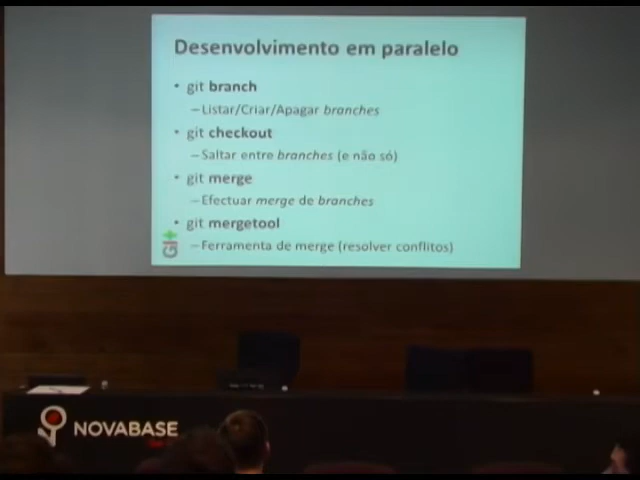 Desenvolvimento em paralelo
• git branch
–Listar/Criar/Apagar branches
• git checkout
–Saltar entre branches (e não só)
• git merge
–Efectuar merge de branches
• git mergetool
–Ferramenta de merge (resolver conflitos)
git
NOVABASE